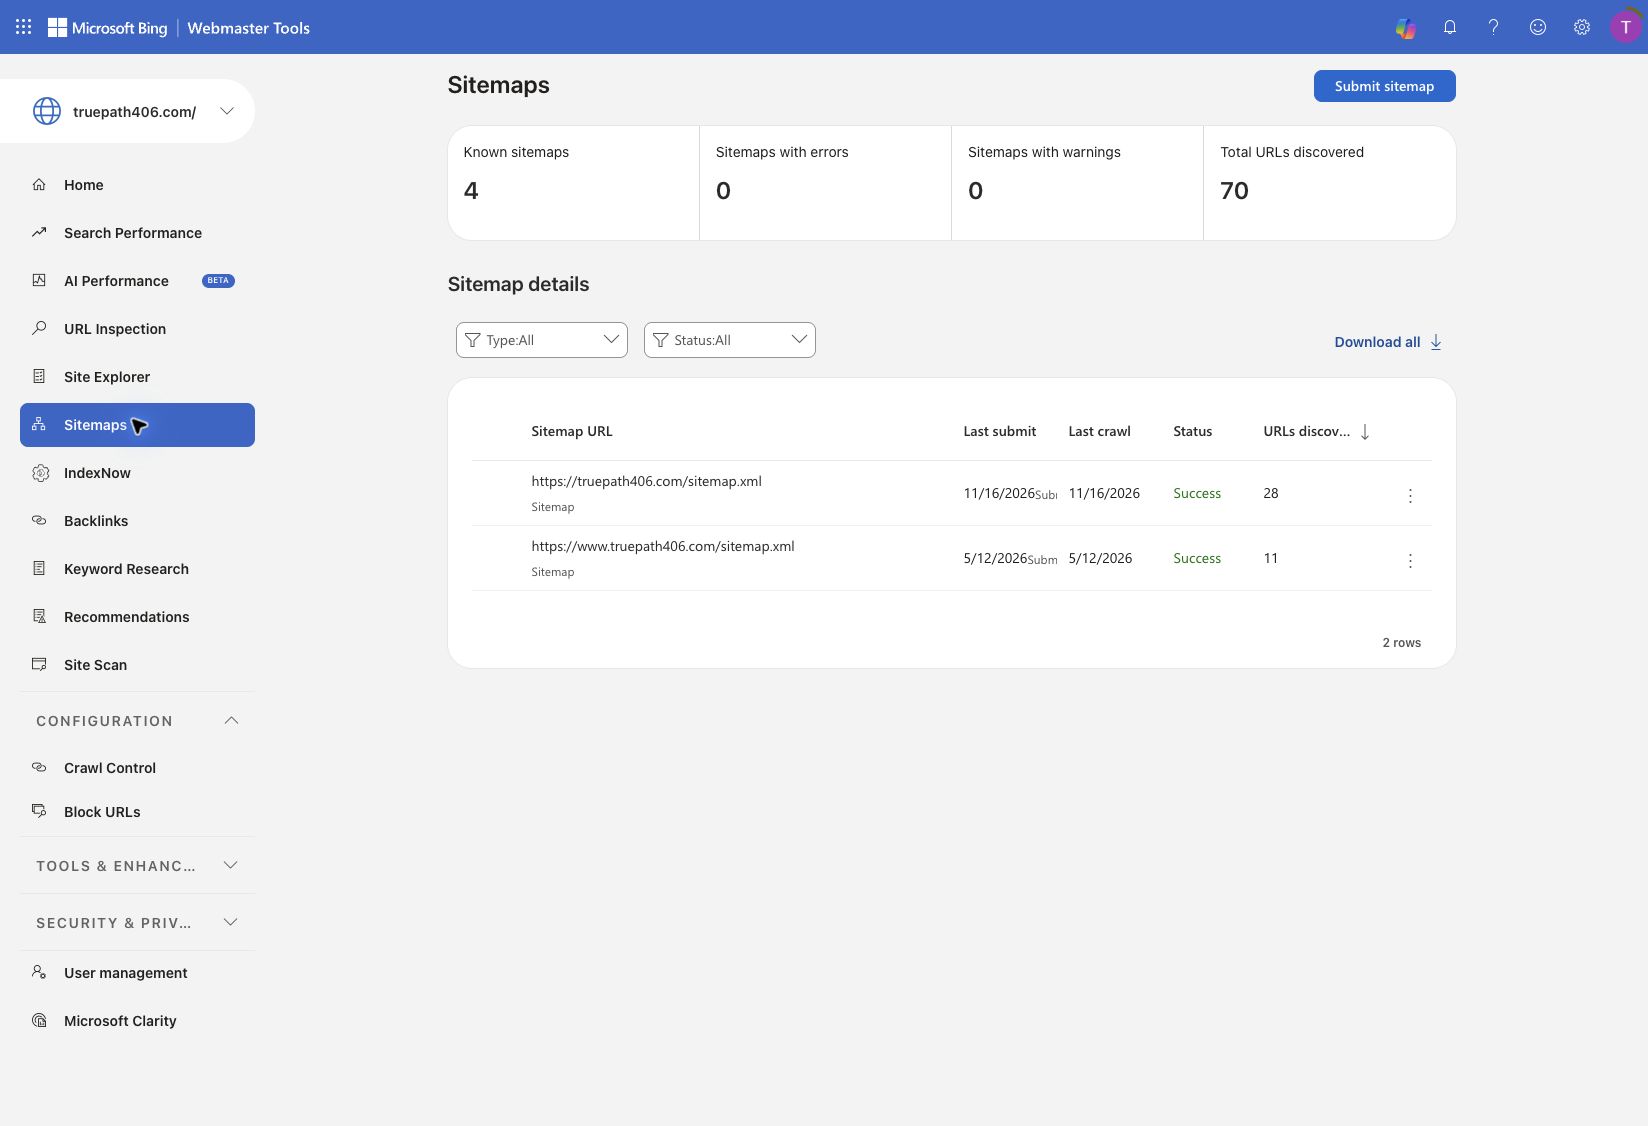 Microsoft Bing | Webmaster Tools
T
truepath406.com/
Home
Search Performance
AI Performance BETA
URL Inspection
Site Explorer
Sitemaps
IndexNow
Backlinks
Keyword Research
Recommendations
Site Scan
CONFIGURATION
Crawl Control
Block URLs
TOOLS & ENHANC...
SECURITY & PRIV...
User management
Microsoft Clarity
Sitemaps
Submit sitemap
Known sitemaps
4
Sitemaps with errors
0
Sitemaps with warnings
0
Total URLs discovered
70
Sitemap details
Type:All
Status:All
Download all
Sitemap URL Last submit Last crawl Status URLs discov...
https://truepath406.com/sitemap.xml
Sitemap
11/16/2026Subi 11/16/2026 Success 28
https://www.truepath406.com/sitemap.xml
Sitemap
5/12/2026Subm 5/12/2026 Success 11
2 rows